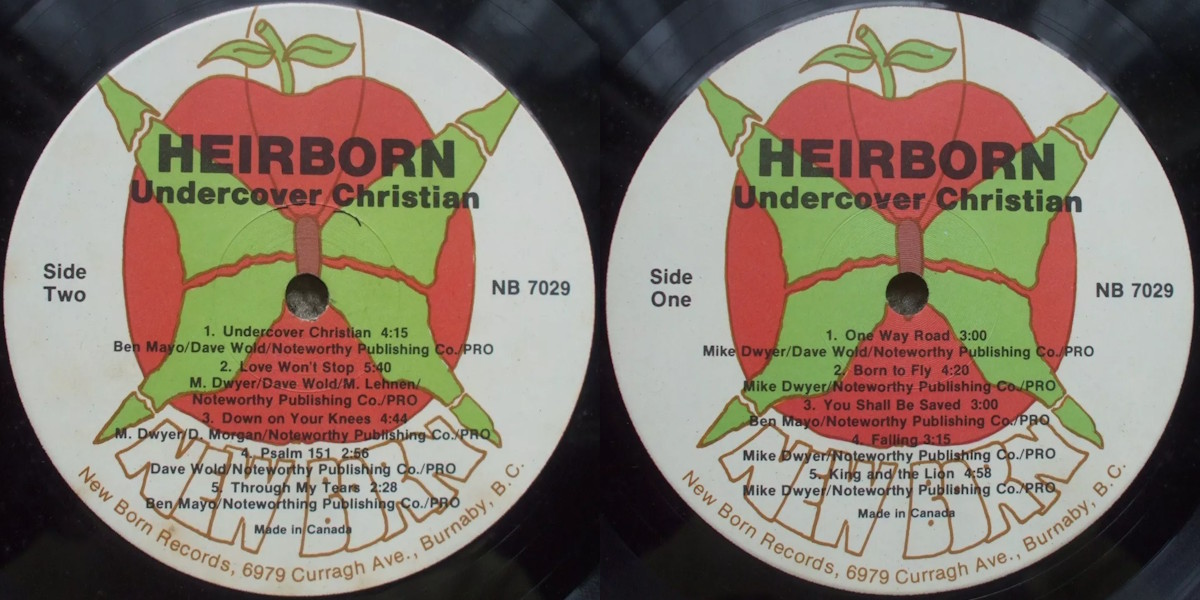 HEIRBORN
Undercover Christian
Side
Two
NB 7029
1. Undercover Christian 4:15
Ben Mayo/Dave Wold/Noteworthy Publishing Co./PRO
2. Love Won't Stop 5:40
M. Dwyer/Dave Wold/M. Lehnen/
Noteworthy Publishing Co./PRO
3. Down on Your Knees 4:44
M. Dwyer/D. Morgan/Noteworthy Publishing Co./PRO
4. Psalm 151 2:56
Dave Wold/Noteworthy Publishing Co./PRO
5. Through My Tears 2:28
Ben Mayo/Noteworthing Publishing Co./PRO
Made in Canada
NEW BORN
New Born Records, 6979 Curragh Ave., Burnaby, B.C.
HEIRBORN
Undercover Christian
Side
One
NB 7029
1. One Way Road 3:00
Mike Dwyer/Dave Wold/Noteworthy Publishing Co./PRO
2. Born to Fly 4:20
Mike Dwyer/Noteworthy Publishing Co./PRO
3. You Shall Be Saved 3:00
Ben Mayo/Noteworthy Publishing Co./PRO
4. Falling 3:15
Mike Dwyer/Noteworthy Publishing Co./PRO
5. King and the Lion 4:58
Mike Dwyer/Noteworthy Publishing Co./PRO
Made in Canada
NEW BORN
New Born Records, 6979 Curragh Ave., Burnaby, B.C.